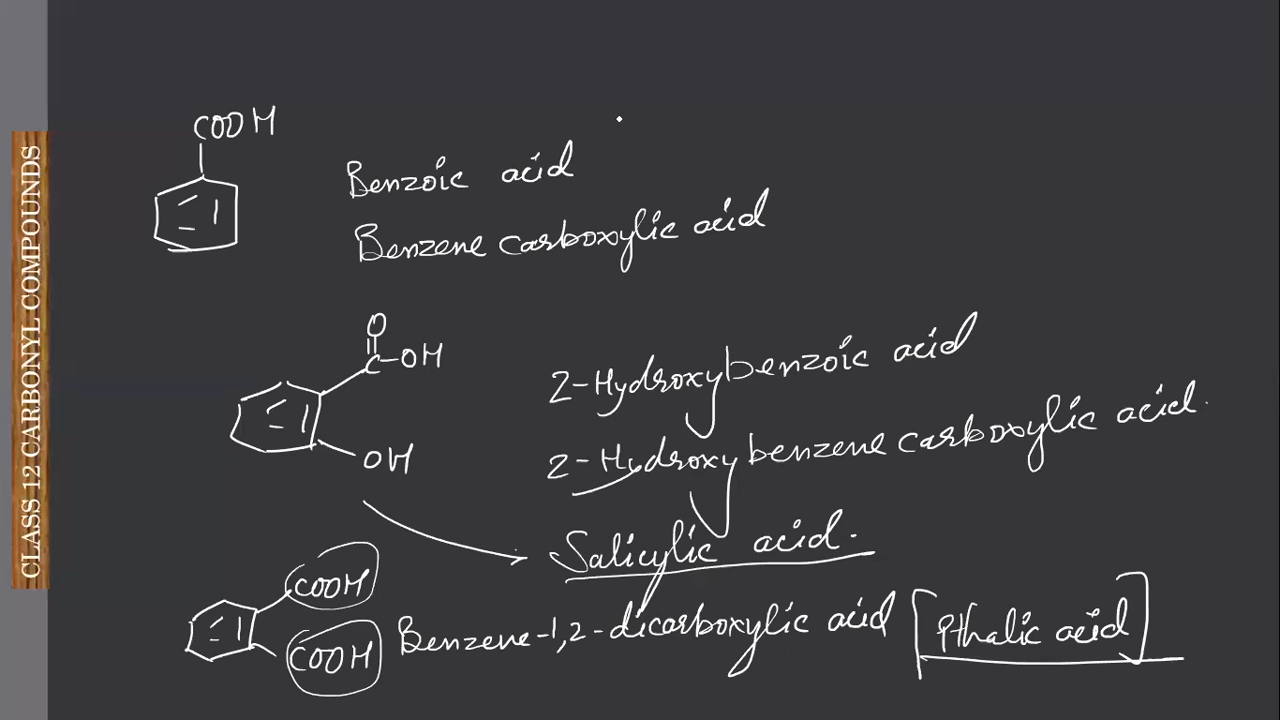 CLASS 12 CARBONYL COMPOUNDS
COOH
Benzoic acid
Benzene carboxylic acid
O
C-OH
OH
2-Hydroxybenzoic acid
2-Hydroxybenzene carboxylic acid.
Salicylic acid.
COOH
COOH
Benzene-1,2-dicarboxylic acid [Pthalic acid]